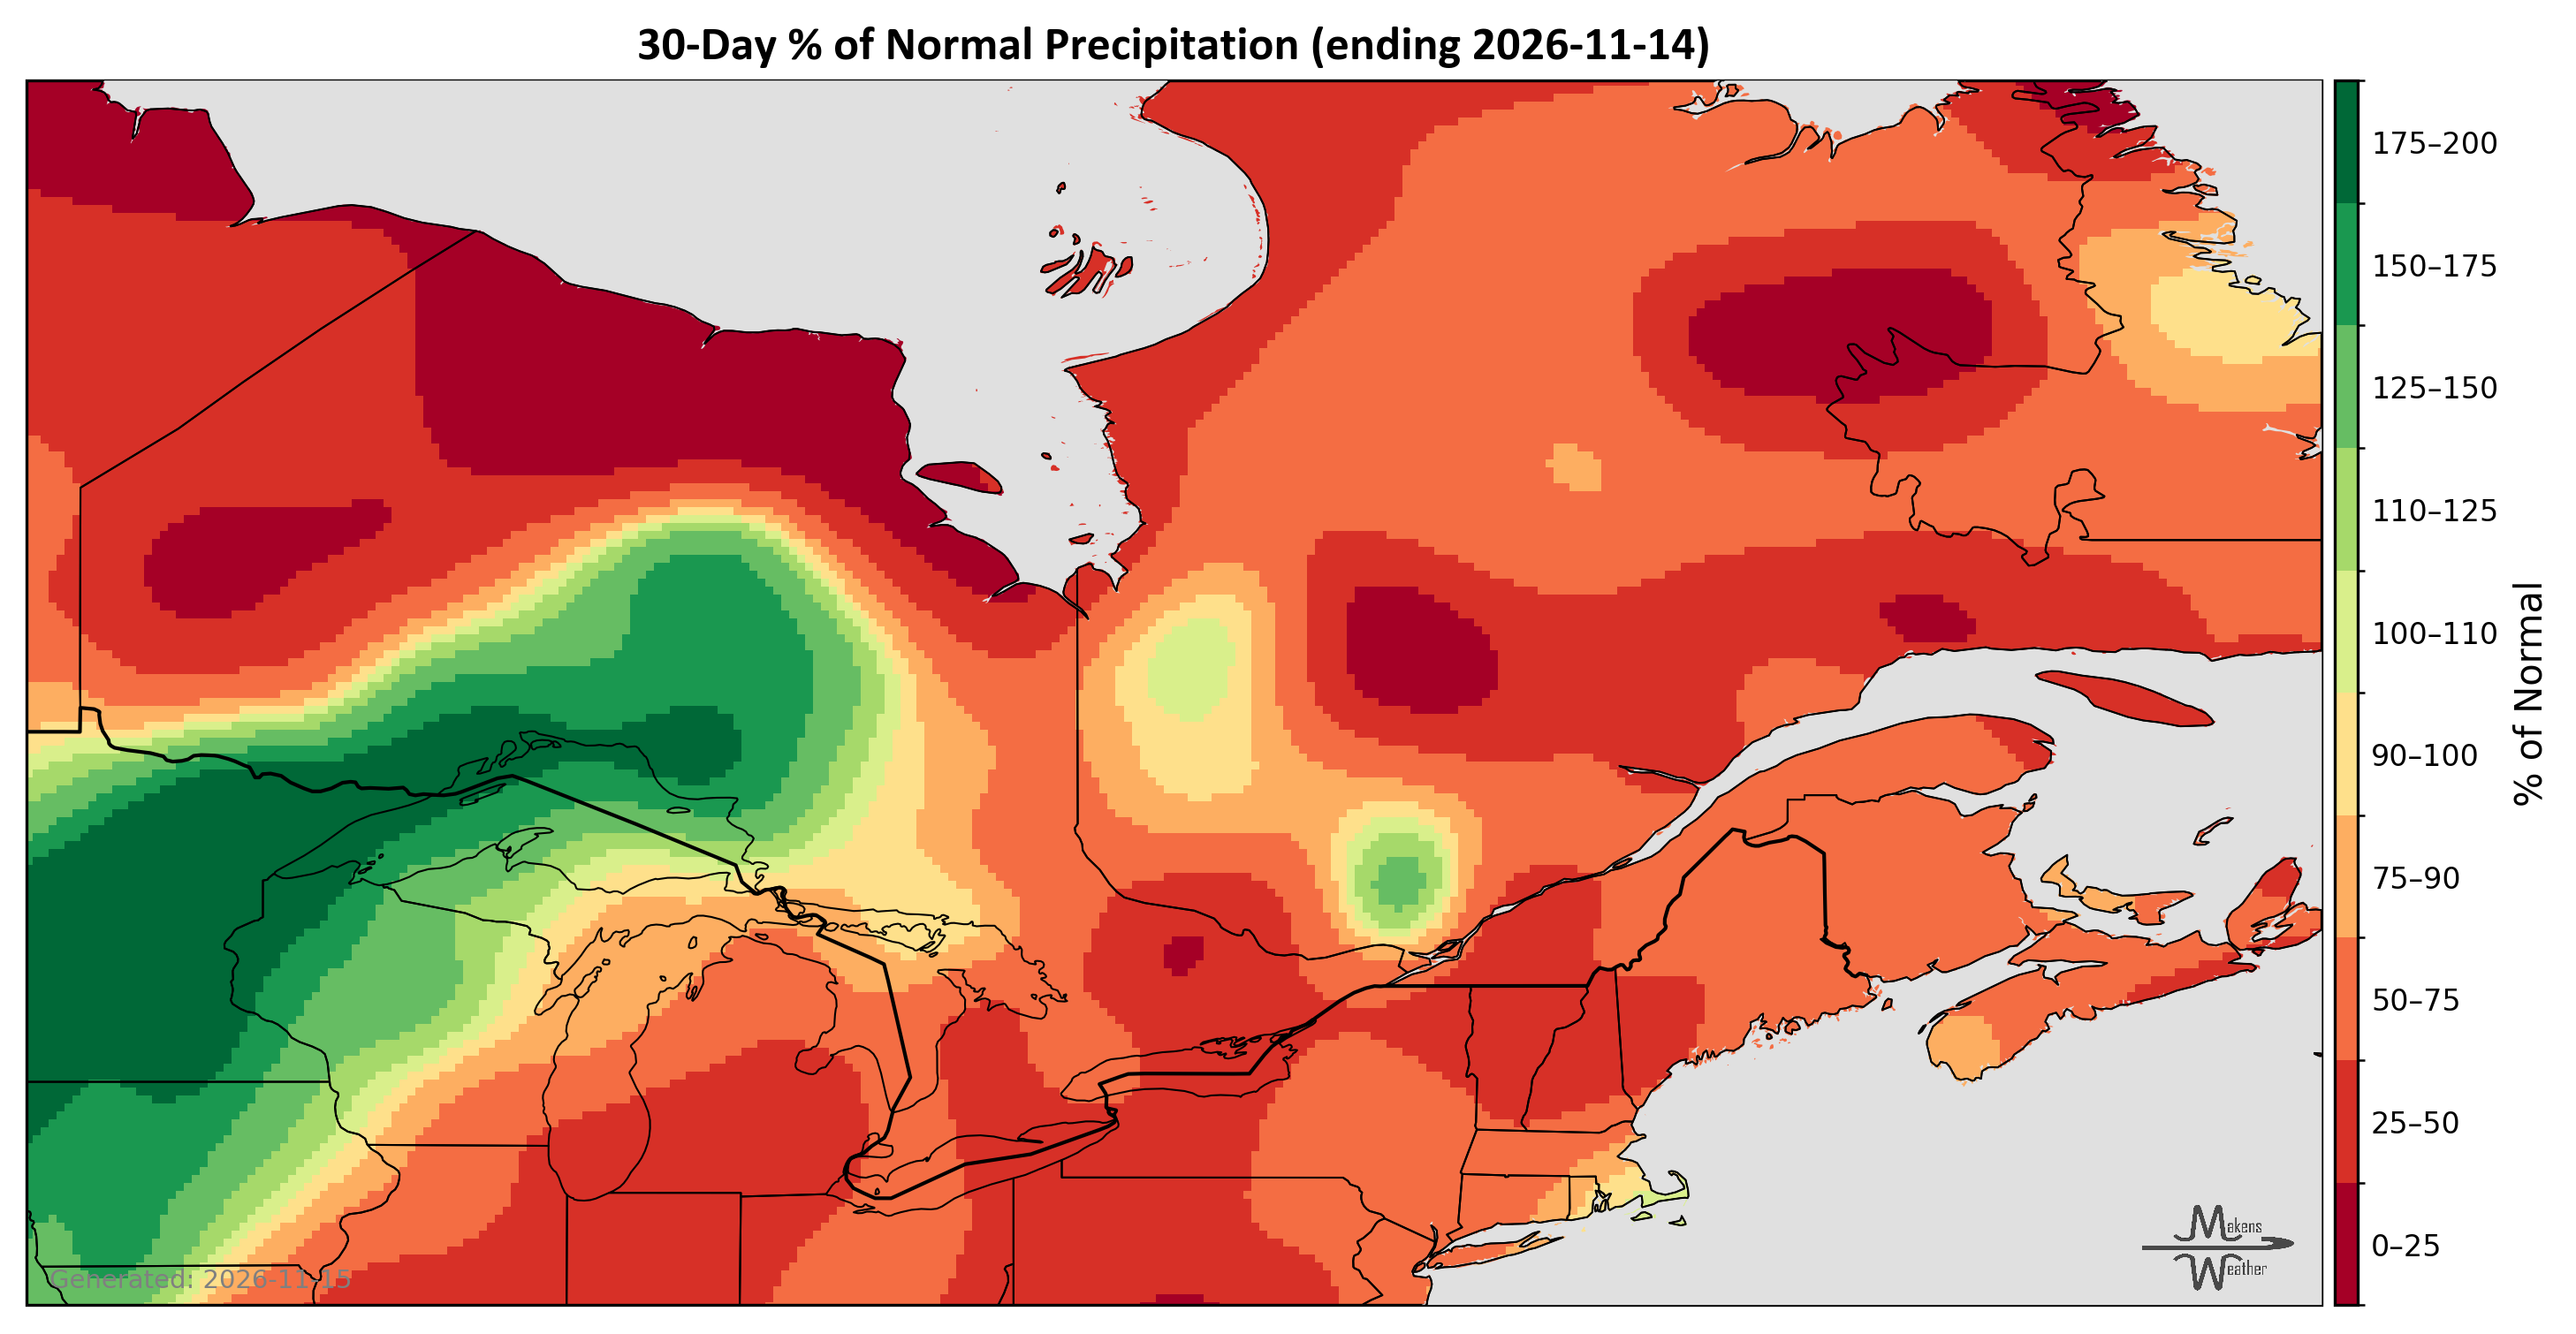 30-Day % of Normal Precipitation (ending 2026-11-14)
175–200
150–175
125–150
110–125
100–110
90–100
75–90
50–75
25–50
0–25
% of Normal
Generated: 2026-11-15
Makens
Weather